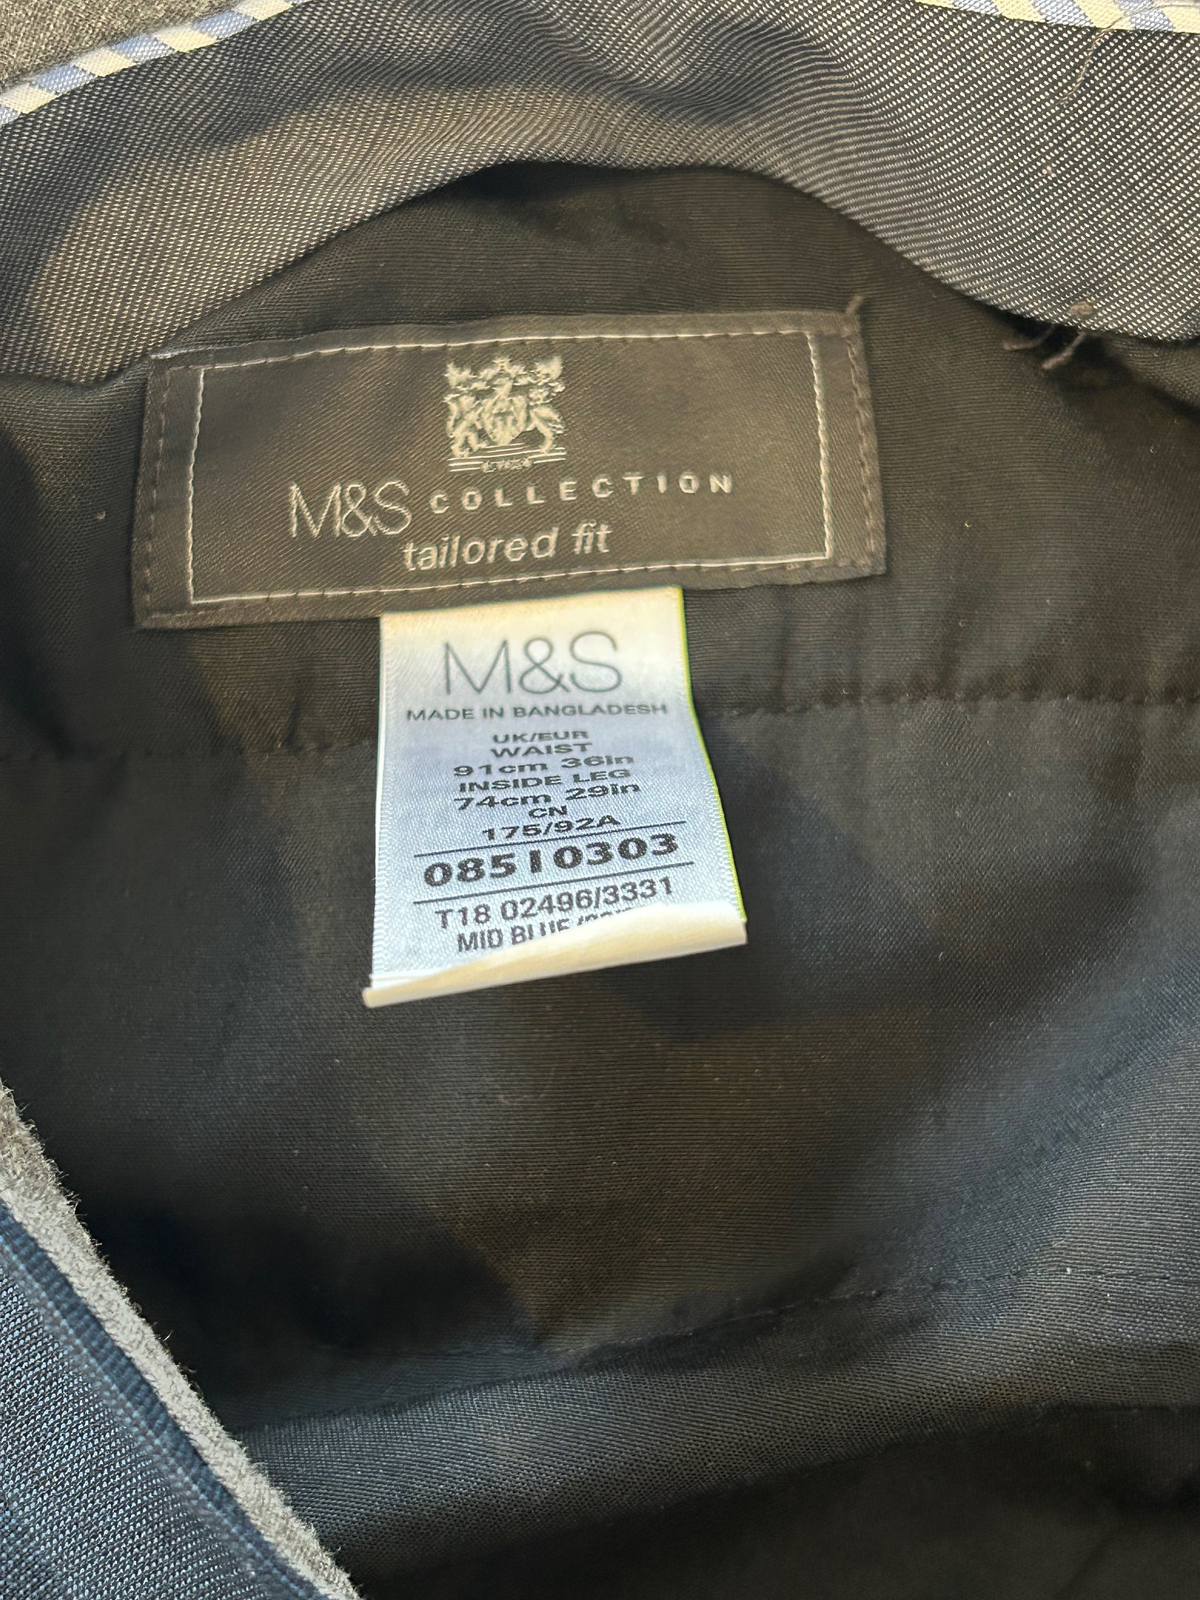 M&S COLLECTION
tailored fit
M&S
MADE IN BANGLADESH
UK/EUR
WAIST
91cm 36in
INSIDE LEG
74cm 29in
CN
175/92A
08510303
T18 02496/3331
MID BLUE